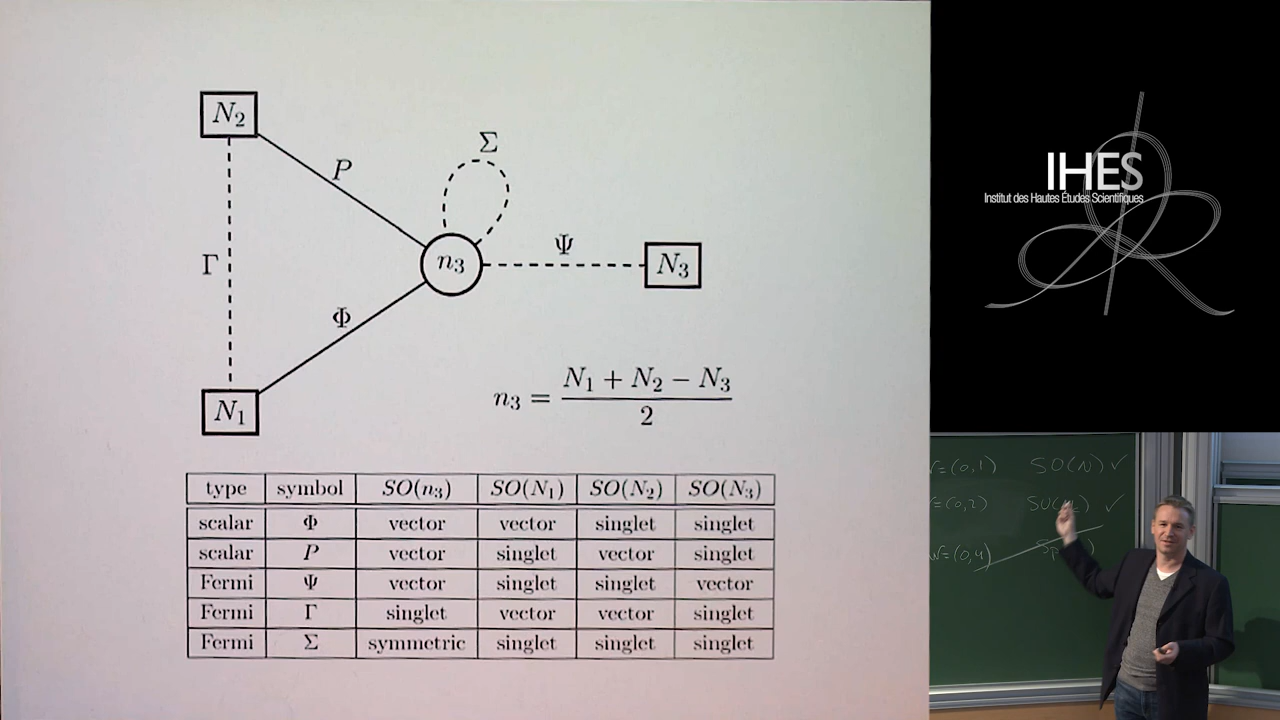 N₂
Σ
P
Ψ
Γ
n₃
N₃
Φ
n₃ = (N₁ + N₂ − N₃) / 2
N₁
type symbol SO(n₃) SO(N₁) SO(N₂) SO(N₃)
scalar Φ vector vector singlet singlet
scalar P vector singlet vector singlet
Fermi Ψ vector singlet singlet vector
Fermi Γ singlet vector vector singlet
Fermi Σ symmetric singlet singlet singlet
IHES
Institut des Hautes Études Scientifiques
=(0,1) SO(N) ✓
=(0,2) ✓
=(0,4)